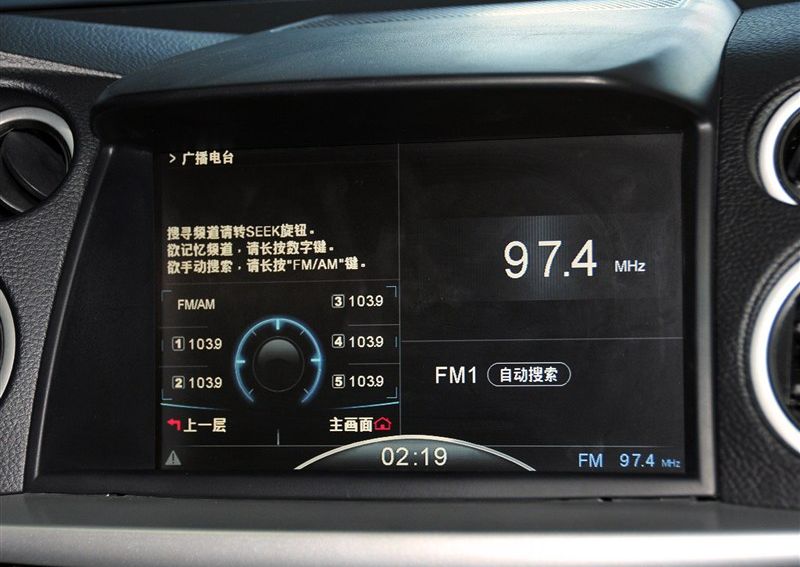 > 广播电台
搜寻频道请转SEEK旋钮。
欲记忆频道，请长按数字键。
欲手动搜索，请长按"FM/AM"键。
FM/AM
1 103.9
2 103.9
3 103.9
4 103.9
5 103.9
上一层
主画面
97.4 MHz
FM1 自动搜索
02:19
FM 97.4 MHz